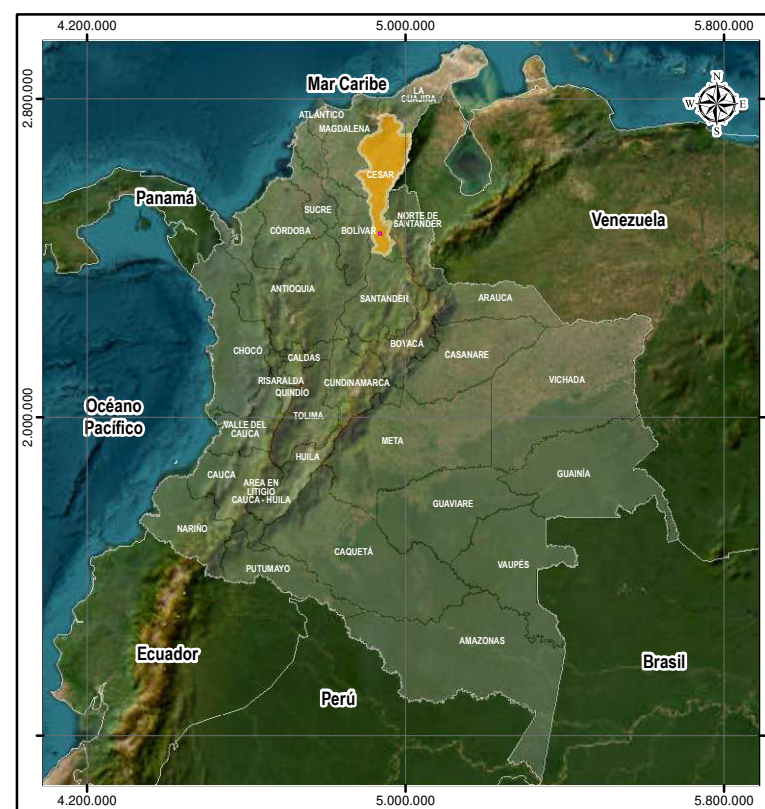 4.200.000
5.000.000
5.800.000
2.800.000
2.000.000
Mar Caribe
N
W
E
S
LA
GUAJIRA
ATLÁNTICO
MAGDALENA
CESAR
Panamá
SUCRE
BOLÍVAR
NORTE DE
SANTANDER
Venezuela
CÓRDOBA
ANTIOQUIA
SANTANDER
ARAUCA
CHOCÓ
CALDAS
BOYACÁ
CASANARE
RISARALDA
QUINDÍO
CUNDINAMARCA
VICHADA
Océano
Pacífico
TOLIMA
VALLE DEL
CAUCA
META
HUILA
CAUCA
AREA EN
LITIGIO
CAUCA - HUILA
GUAINÍA
GUAVIARE
NARIÑO
CAQUETÁ
VAUPÉS
PUTUMAYO
AMAZONAS
Ecuador
Perú
Brasil
4.200.000
5.000.000
5.800.000